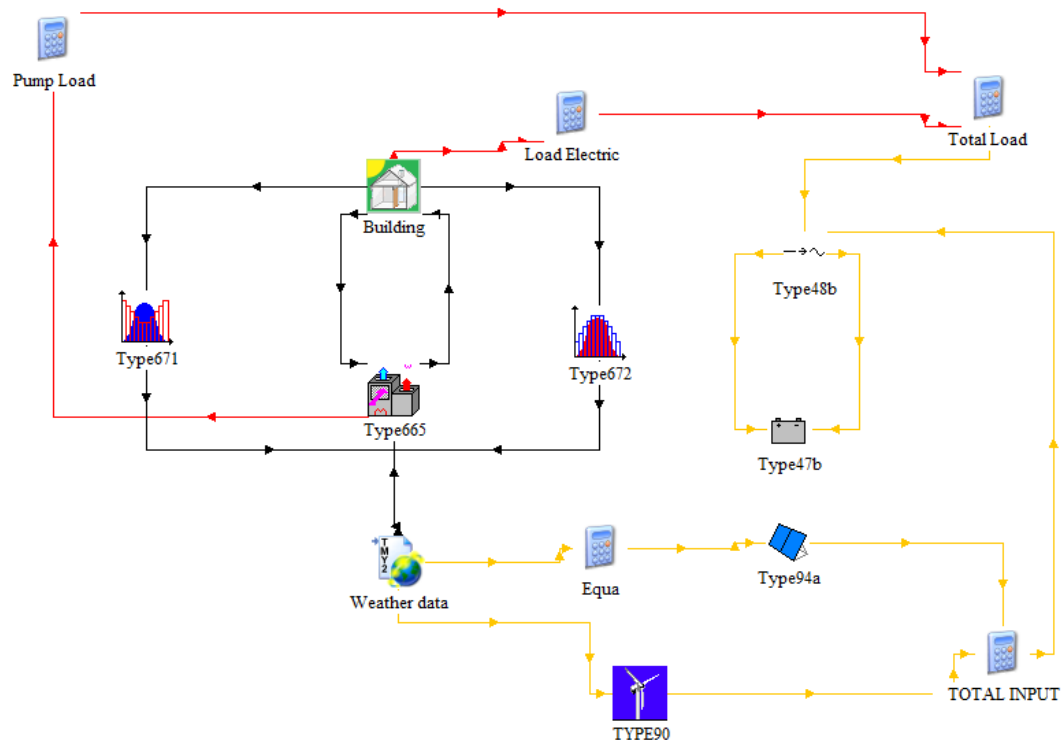 Pump Load
Load Electric
Total Load
Building
Type48b
Type671
Type672
Type665
Type47b
TMY2
Weather data
Equa
Type94a
TYPE90
TOTAL INPUT